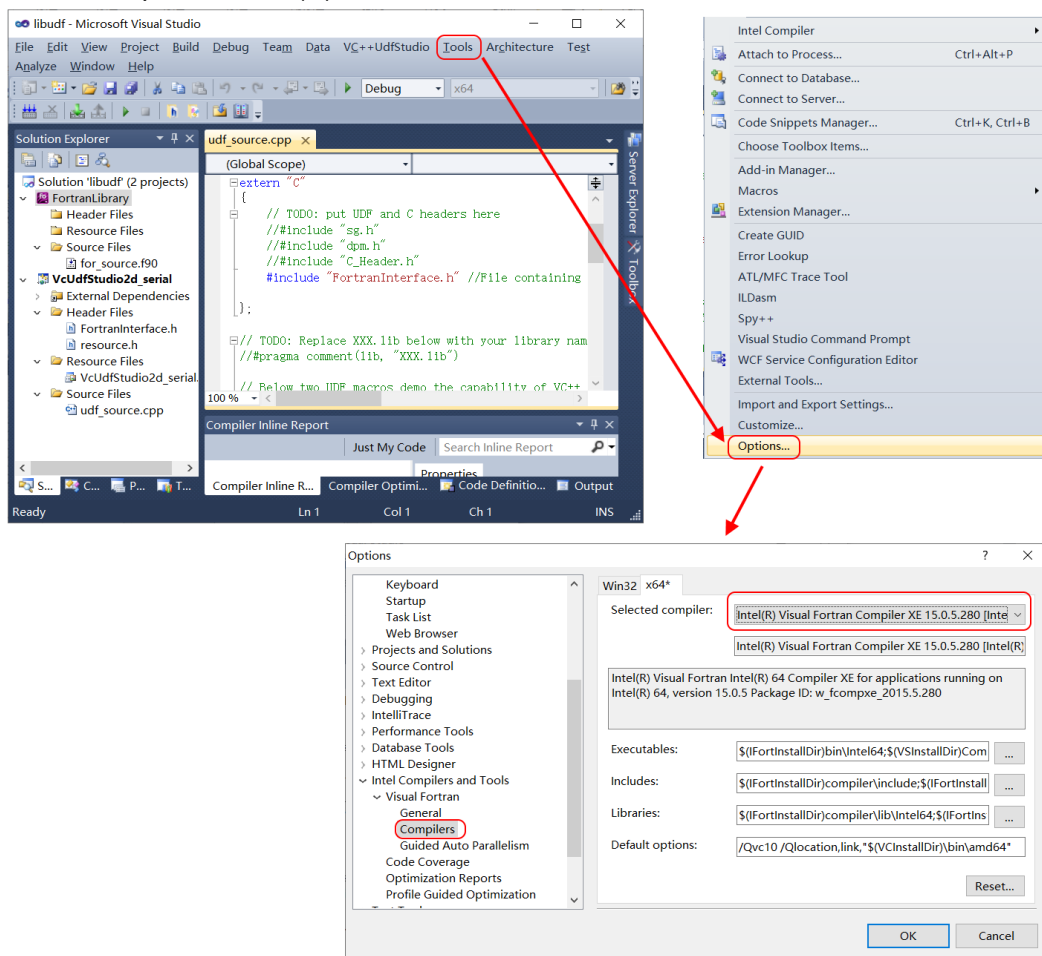 libudf - Microsoft Visual Studio
File Edit View Project Build Debug Team Data VC++UdfStudio Tools Architecture Test
Analyze Window Help
Debug x64
Solution Explorer
Solution 'libudf' (2 projects)
FortranLibrary
Header Files
Resource Files
Source Files
for_source.f90
VcUdfStudio2d_serial
External Dependencies
Header Files
FortranInterface.h
resource.h
Resource Files
VcUdfStudio2d_serial.
Source Files
udf_source.cpp
S... C... P... T...
udf_source.cpp
(Global Scope)
extern "C"
{
// TODO: put UDF and C headers here
//#include "sg.h"
//#include "dpm.h"
//#include "C_Header.h"
#include "FortranInterface.h" //File containing
};
// TODO: Replace XXX.lib below with your library nam
//#pragma comment(lib, "XXX.lib")
// Below two UDF macros demo the capability of VC++
100 %
Compiler Inline Report
Just My Code Search Inline Report
Properties
Compiler Inline R... Compiler Optimi... Code Definitio... Output
Server Explorer
Toolbox
Ready Ln 1 Col 1 Ch 1 INS
Intel Compiler
Attach to Process... Ctrl+Alt+P
Connect to Database...
Connect to Server...
Code Snippets Manager... Ctrl+K, Ctrl+B
Choose Toolbox Items...
Add-in Manager...
Macros
Extension Manager...
Create GUID
Error Lookup
ATL/MFC Trace Tool
ILDasm
Spy++
Visual Studio Command Prompt
WCF Service Configuration Editor
External Tools...
Import and Export Settings...
Customize...
Options...
Options ?
Keyboard
Startup
Task List
Web Browser
Projects and Solutions
Source Control
Text Editor
Debugging
IntelliTrace
Performance Tools
Database Tools
HTML Designer
Intel Compilers and Tools
Visual Fortran
General
Compilers
Guided Auto Parallelism
Code Coverage
Optimization Reports
Profile Guided Optimization
Win32 x64*
Selected compiler: Intel(R) Visual Fortran Compiler XE 15.0.5.280 [Inte
Intel(R) Visual Fortran Compiler XE 15.0.5.280 [Intel(R)
Intel(R) Visual Fortran Intel(R) 64 Compiler XE for applications running on
Intel(R) 64, version 15.0.5 Package ID: w_fcompxe_2015.5.280
Executables: $(IFortInstallDir)bin\Intel64;$(VSInstallDir)Com ...
Includes: $(IFortInstallDir)compiler\include;$(IFortInstall ...
Libraries: $(IFortInstallDir)compiler\lib\Intel64;$(IFortIns ...
Default options: /Qvc10 /Qlocation,link,"$(VCInstallDir)\bin\amd64"
Reset...
OK Cancel